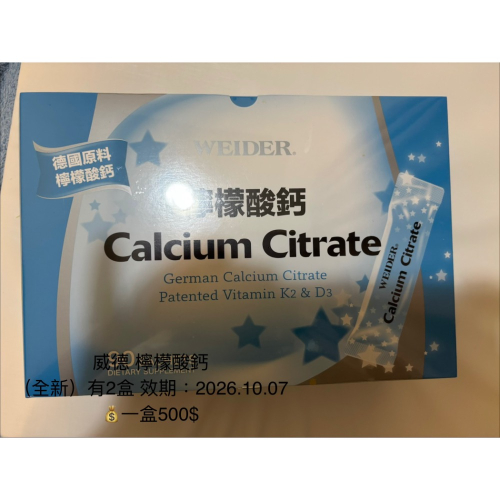 德國原料
檸檬酸鈣
WEIDER®
檸檬酸鈣
Calcium Citrate
German Calcium Citrate
Patented Vitamin K2 & D3
WEIDER®
Calcium Citrate
DIETARY SUPPLEMENT
威德 檸檬酸鈣
（全新）有2盒 效期：2026.10.07
💰一盒500$